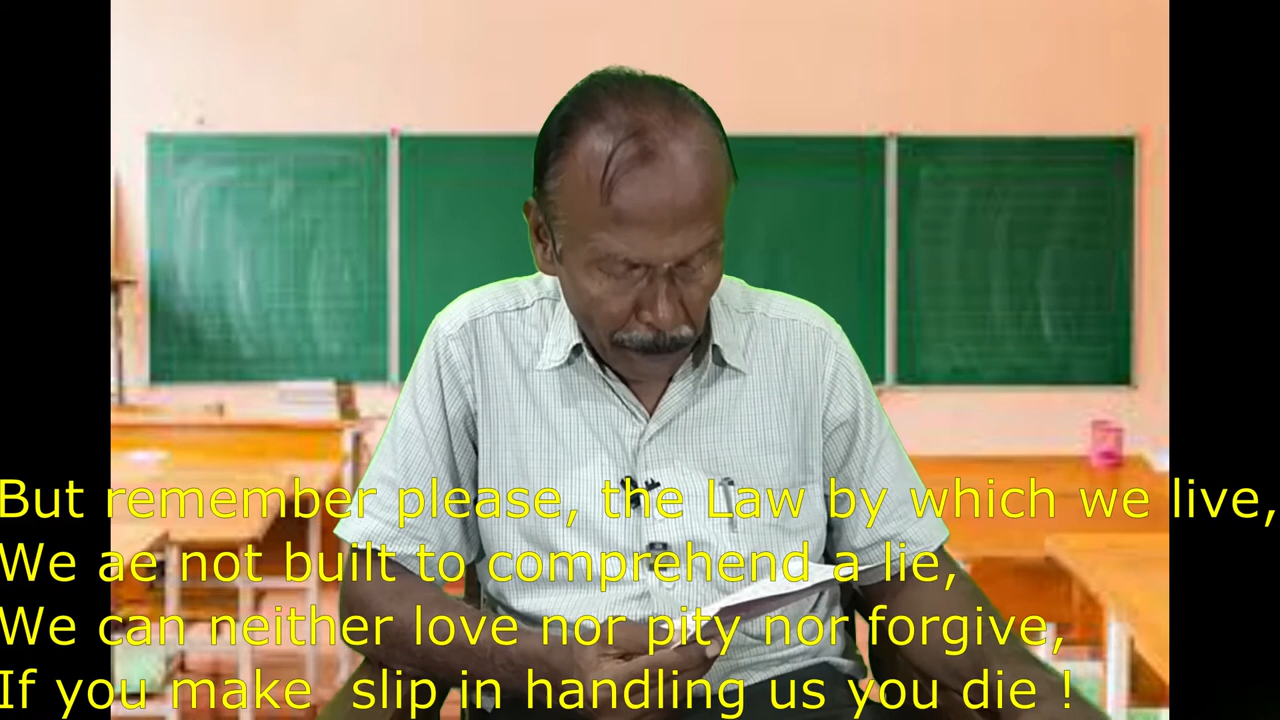 But remember please, the Law by which we live,
We ae not built to comprehend a lie,
We can neither love nor pity nor forgive,
If you make  slip in handling us you die !